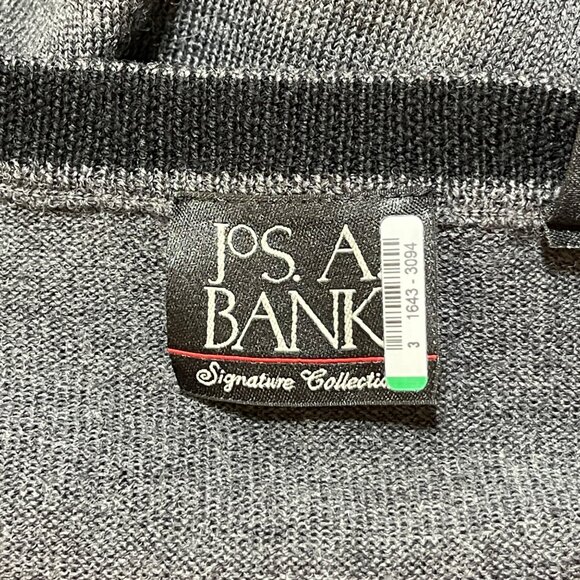 JoS. A.
BANK
Signature Collectio
3 1643 - 3094